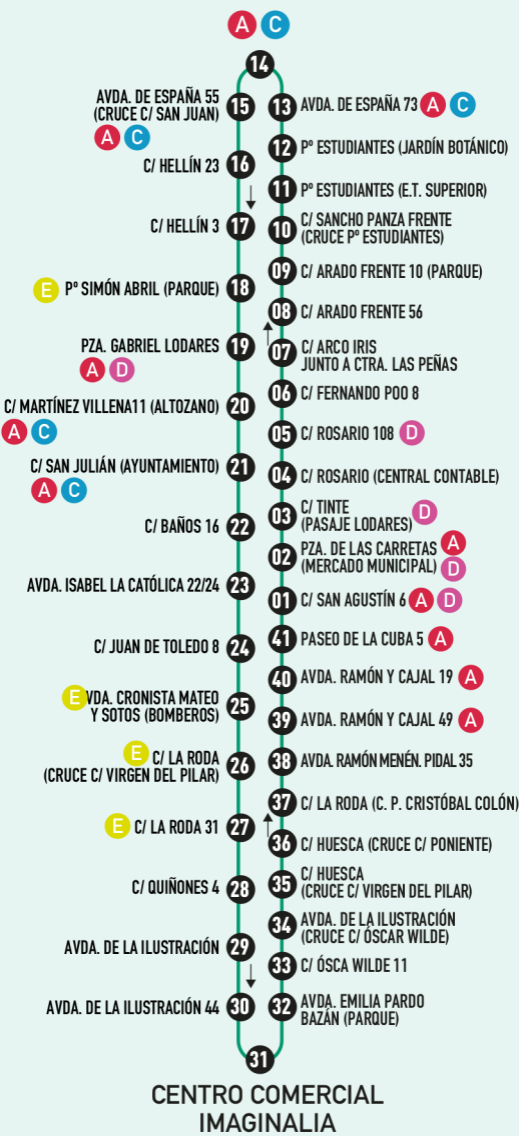 A C
14
AVDA. DE ESPAÑA 55
(CRUCE C/ SAN JUAN)
15
A C
C/ HELLÍN 23 16
C/ HELLÍN 3 17
E Pº SIMÓN ABRIL (PARQUE) 18
PZA. GABRIEL LODARES 19
A D
C/ MARTÍNEZ VILLENA11 (ALTOZANO) 20
A C
C/ SAN JULIÁN (AYUNTAMIENTO) 21
A C
C/ BAÑOS 16 22
AVDA. ISABEL LA CATÓLICA 22/24 23
C/ JUAN DE TOLEDO 8 24
E VDA. CRONISTA MATEO
Y SOTOS (BOMBEROS) 25
E C/ LA RODA
(CRUCE C/ VIRGEN DEL PILAR) 26
E C/ LA RODA 31 27
C/ QUIÑONES 4 28
AVDA. DE LA ILUSTRACIÓN 29
AVDA. DE LA ILUSTRACIÓN 44 30
13 AVDA. DE ESPAÑA 73 A C
12 Pº ESTUDIANTES (JARDÍN BOTÁNICO)
11 Pº ESTUDIANTES (E.T. SUPERIOR)
10 C/ SANCHO PANZA FRENTE
(CRUCE Pº ESTUDIANTES)
09 C/ ARADO FRENTE 10 (PARQUE)
08 C/ ARADO FRENTE 56
07 C/ ARCO IRIS
JUNTO A CTRA. LAS PEÑAS
06 C/ FERNANDO POO 8
05 C/ ROSARIO 108 D
04 C/ ROSARIO (CENTRAL CONTABLE)
03 C/ TINTE
(PASAJE LODARES) D
02 PZA. DE LAS CARRETAS A
(MERCADO MUNICIPAL) D
01 C/ SAN AGUSTÍN 6 A D
41 PASEO DE LA CUBA 5 A
40 AVDA. RAMÓN Y CAJAL 19 A
39 AVDA. RAMÓN Y CAJAL 49 A
38 AVDA. RAMÓN MENÉN. PIDAL 35
37 C/ LA RODA (C. P. CRISTÓBAL COLÓN)
36 C/ HUESCA (CRUCE C/ PONIENTE)
35 C/ HUESCA
(CRUCE C/ VIRGEN DEL PILAR)
34 AVDA. DE LA ILUSTRACIÓN
(CRUCE C/ ÓSCAR WILDE)
33 C/ ÓSCA WILDE 11
32 AVDA. EMILIA PARDO
BAZÁN (PARQUE)
31
CENTRO COMERCIAL
IMAGINALIA